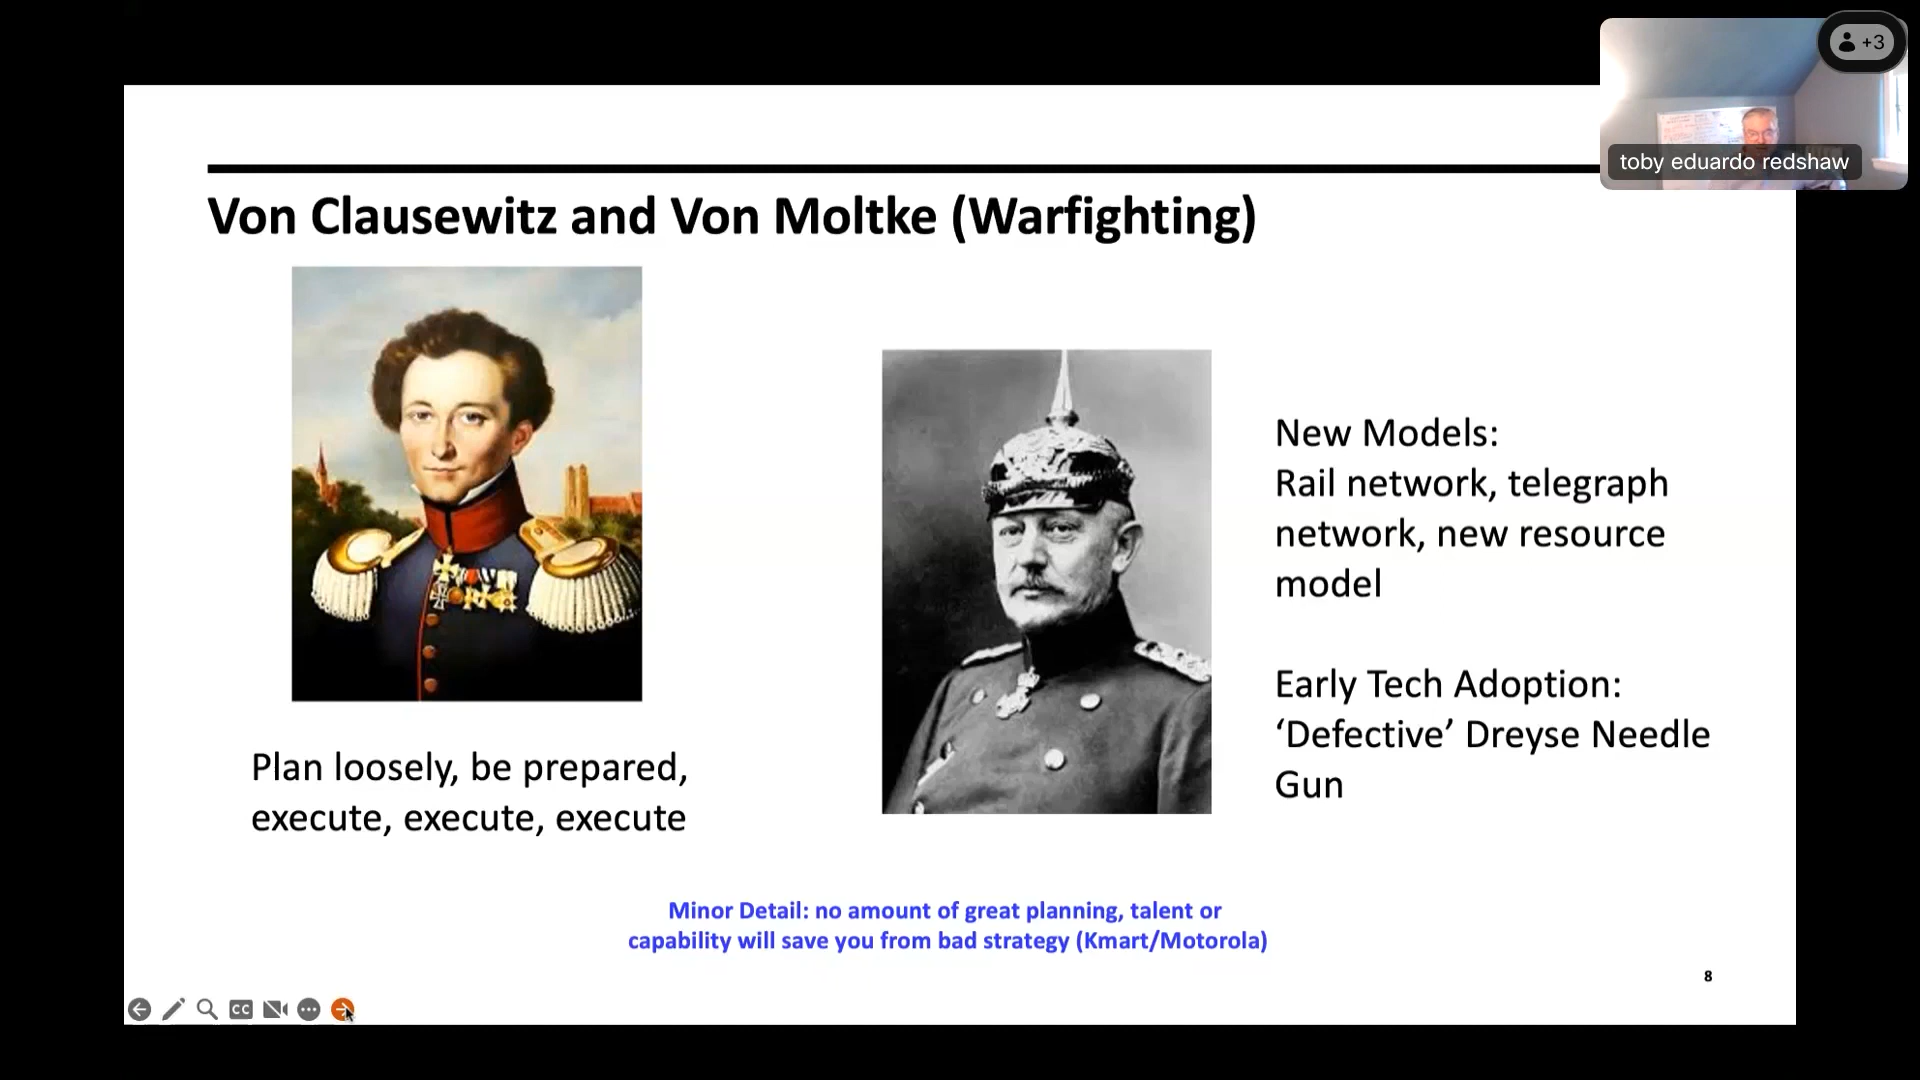 +3
toby eduardo redshaw
Von Clausewitz and Von Moltke (Warfighting)
Plan loosely, be prepared,
execute, execute, execute
New Models:
Rail network, telegraph
network, new resource
model
Early Tech Adoption:
‘Defective’ Dreyse Needle
Gun
Minor Detail: no amount of great planning, talent or
capability will save you from bad strategy (Kmart/Motorola)
8
CC